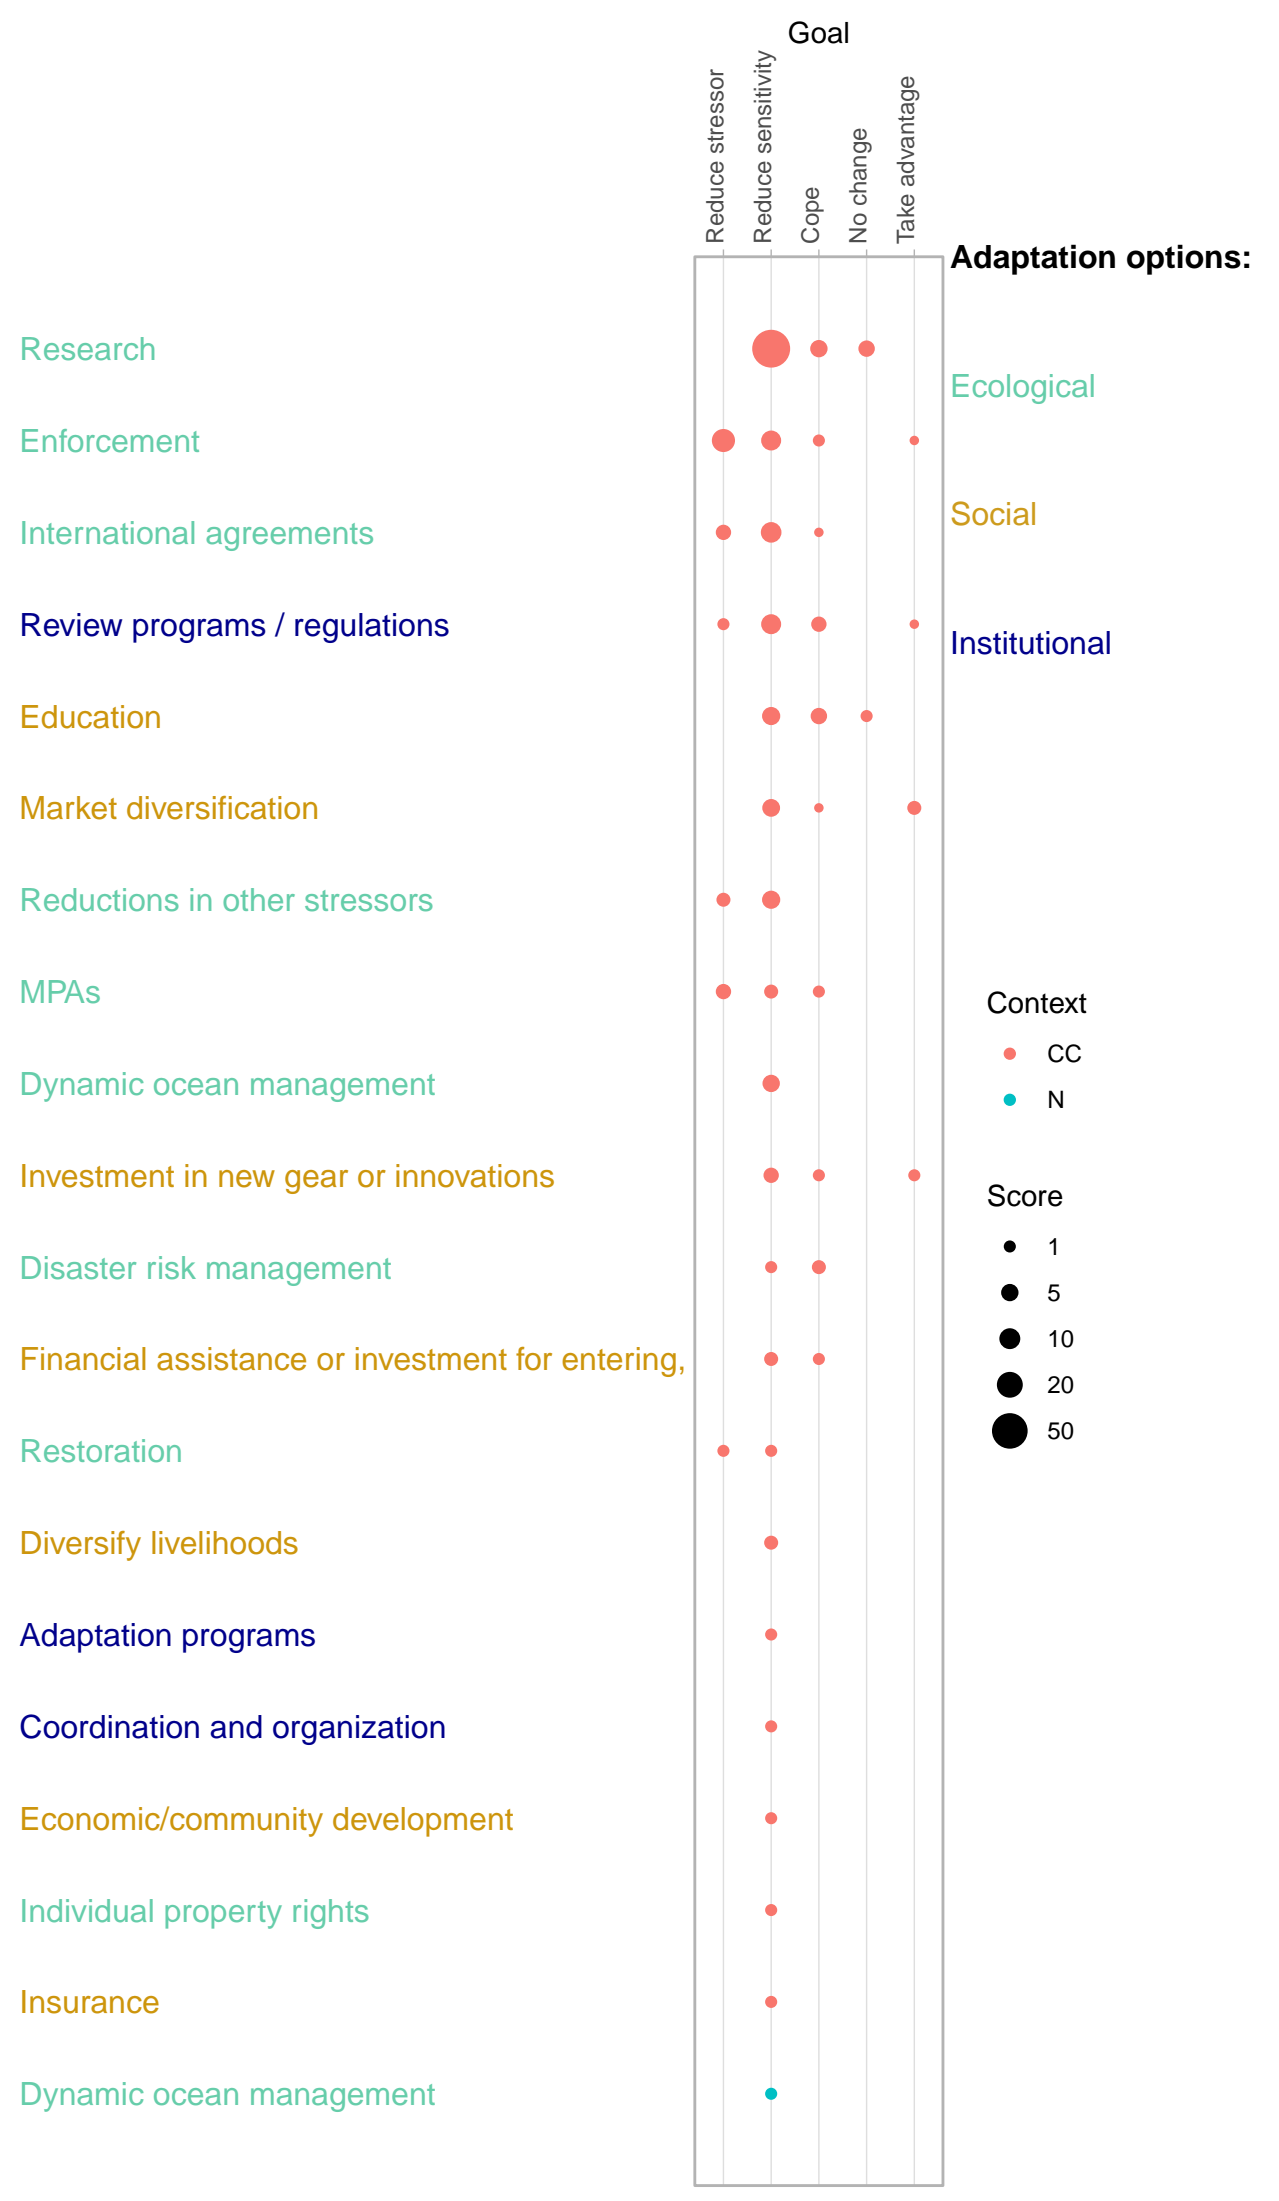 Goal
Reduce stressor
Reduce sensitivity
Cope
No change
Take advantage
Adaptation options:
Research
Ecological
Enforcement
Social
International agreements
Review programs / regulations
Institutional
Education
Market diversification
Reductions in other stressors
MPAs
Context
CC
Dynamic ocean management
N
Investment in new gear or innovations
Score
1
Disaster risk management
5
10
Financial assistance or investment for entering,
20
50
Restoration
Diversify livelihoods
Adaptation programs
Coordination and organization
Economic/community development
Individual property rights
Insurance
Dynamic ocean management